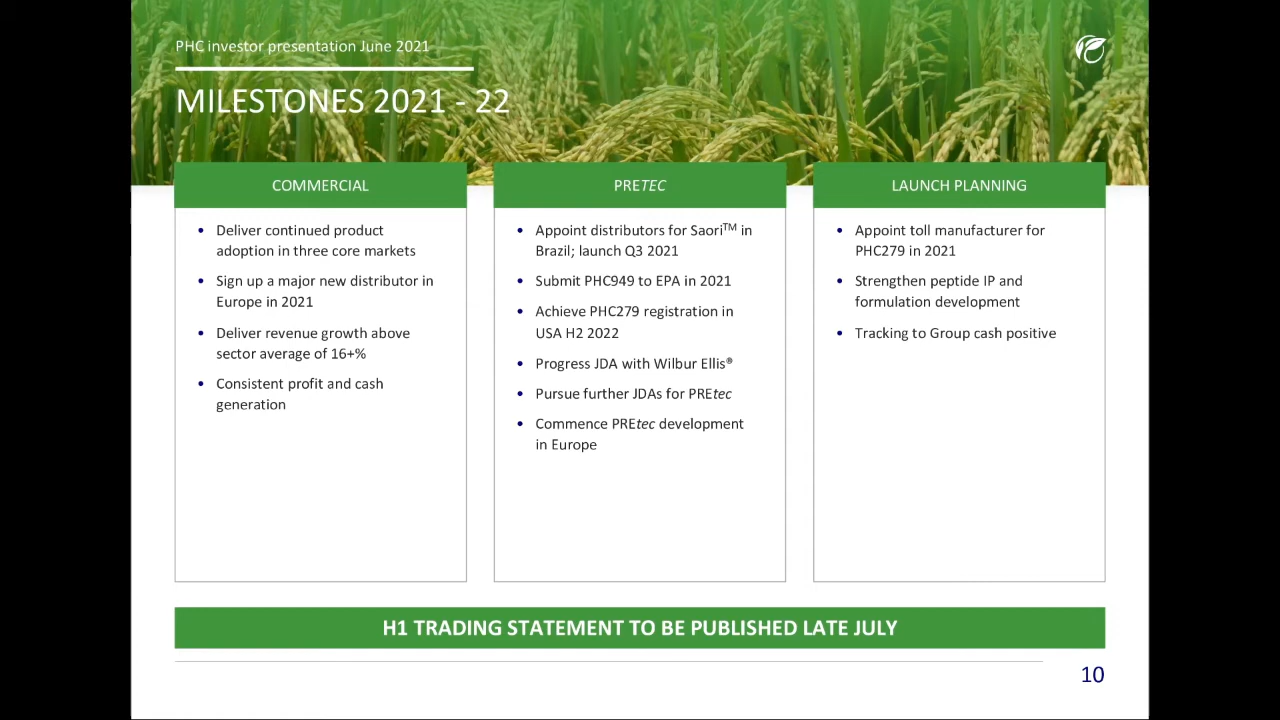 PHC investor presentation June 2021
MILESTONES 2021 - 22
COMMERCIAL
• Deliver continued product
adoption in three core markets
• Sign up a major new distributor in
Europe in 2021
• Deliver revenue growth above
sector average of 16+%
• Consistent profit and cash
generation
PRETEC
• Appoint distributors for Saori™ in
Brazil; launch Q3 2021
• Submit PHC949 to EPA in 2021
• Achieve PHC279 registration in
USA H2 2022
• Progress JDA with Wilbur Ellis®
• Pursue further JDAs for PREtec
• Commence PREtec development
in Europe
LAUNCH PLANNING
• Appoint toll manufacturer for
PHC279 in 2021
• Strengthen peptide IP and
formulation development
• Tracking to Group cash positive
H1 TRADING STATEMENT TO BE PUBLISHED LATE JULY
10